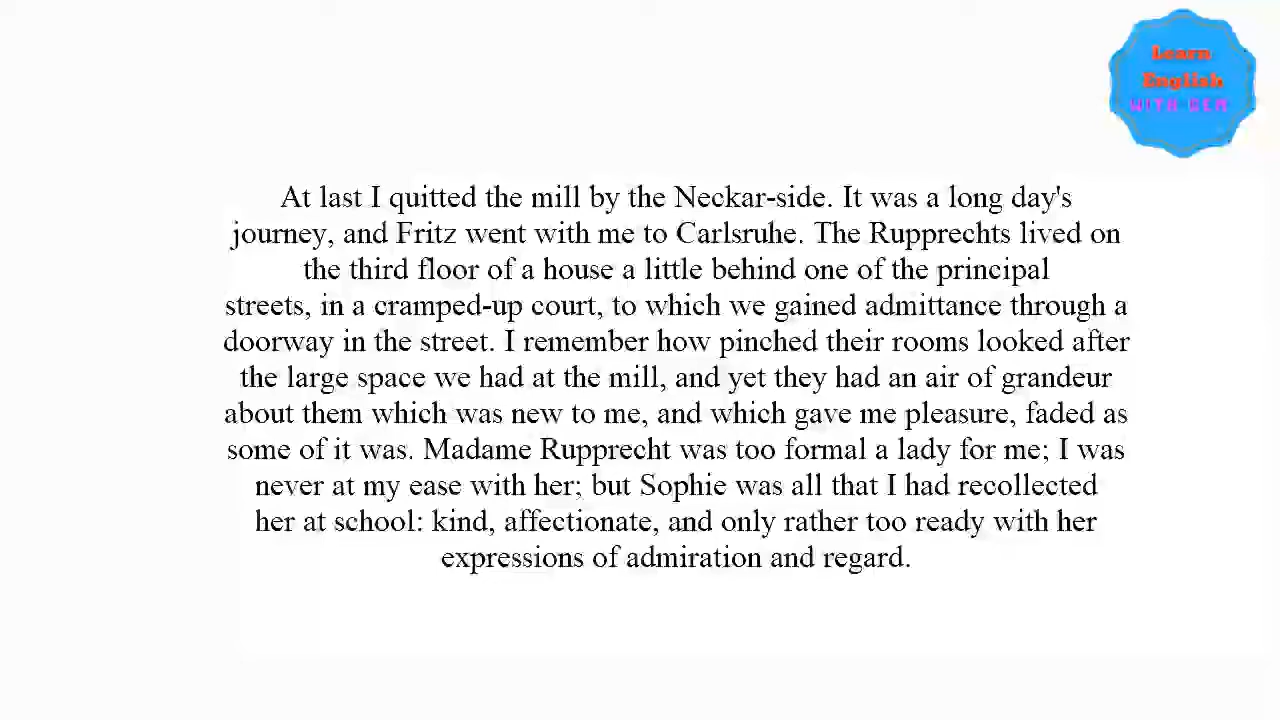 Learn
English
WITH GEM
At last I quitted the mill by the Neckar-side. It was a long day's
journey, and Fritz went with me to Carlsruhe. The Rupprechts lived on
the third floor of a house a little behind one of the principal
streets, in a cramped-up court, to which we gained admittance through a
doorway in the street. I remember how pinched their rooms looked after
the large space we had at the mill, and yet they had an air of grandeur
about them which was new to me, and which gave me pleasure, faded as
some of it was. Madame Rupprecht was too formal a lady for me; I was
never at my ease with her; but Sophie was all that I had recollected
her at school: kind, affectionate, and only rather too ready with her
expressions of admiration and regard.